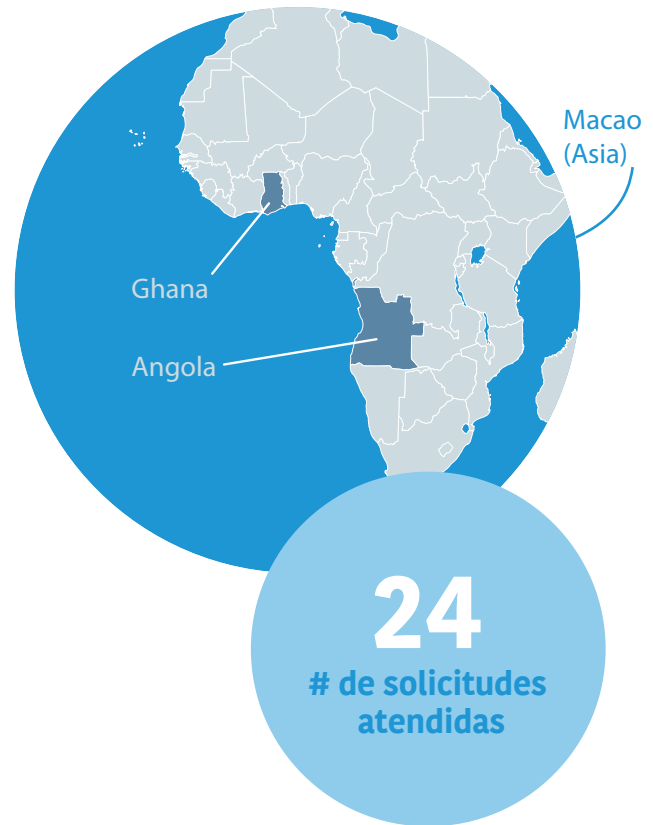 Macao
(Asia)
Ghana
Angola
24
# de solicitudes
atendidas